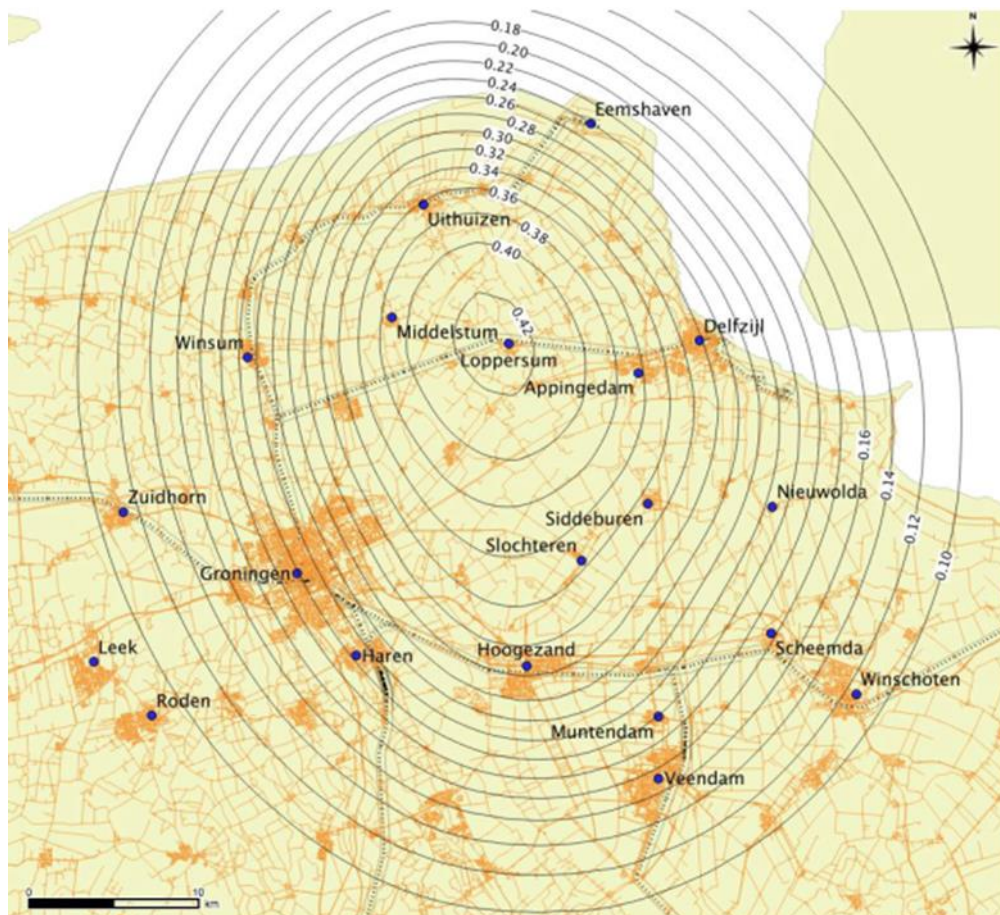 N
0.18
0.20
0.22
0.24
0.26
0.28
0.30
0.32
0.34
0.36
0.38
0.40
0.42
Eemshaven
Uithuizen
Winsum
Middelstum
Loppersum
Delfzijl
Appingedam
0.16
0.14
0.12
0.10
Zuidhorn
Nieuwolda
Siddeburen
Slochteren
Groningen
Leek
Haren
Hoogezand
Scheemda
Roden
Winschoten
Muntendam
Veendam
0
10
km